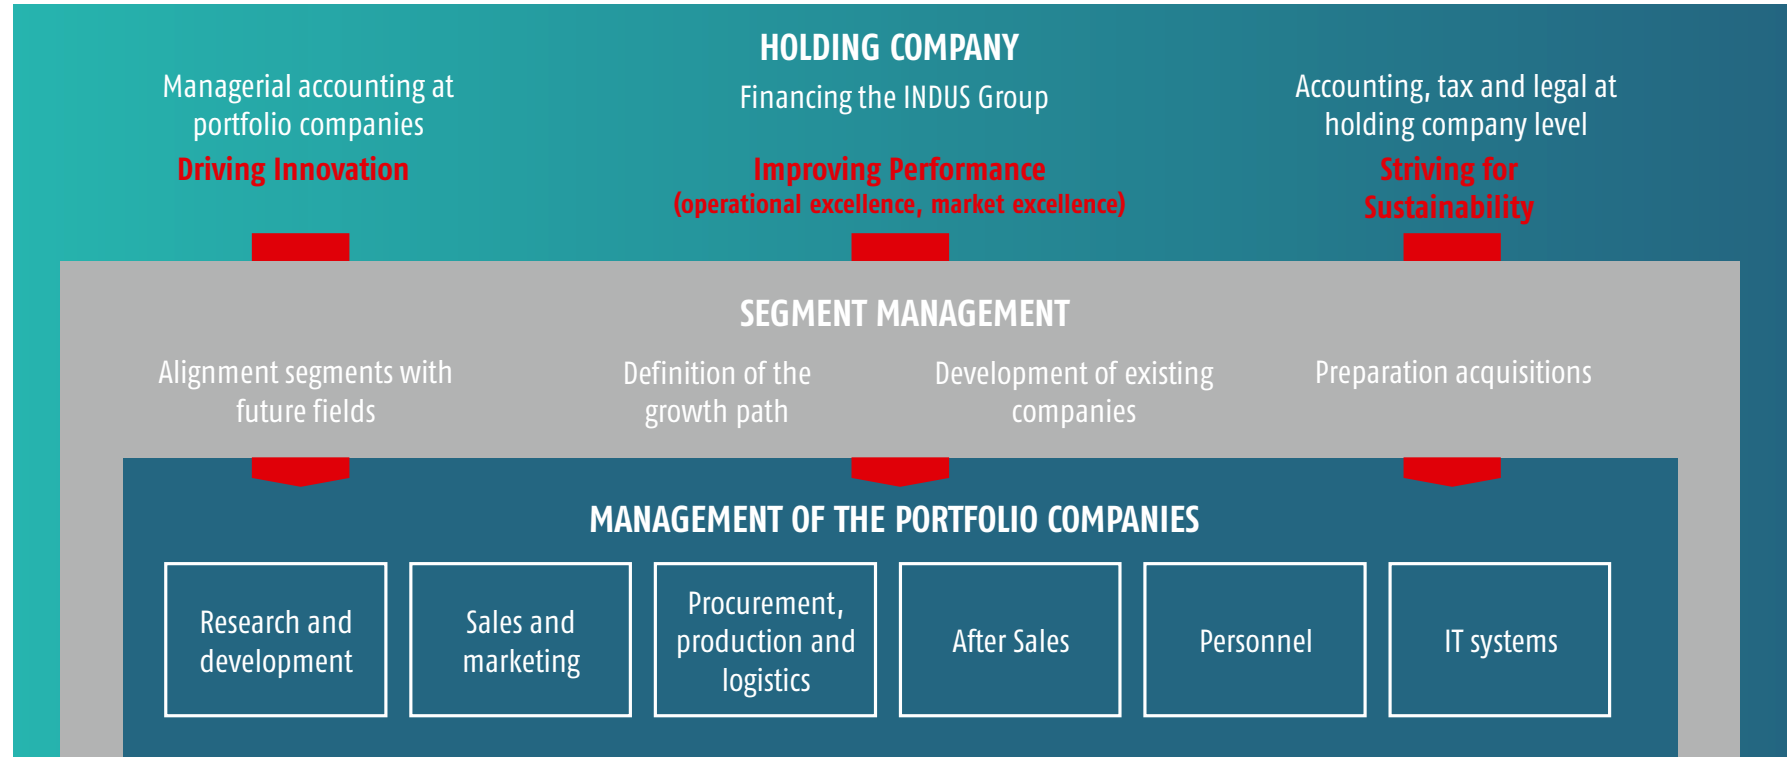 HOLDING COMPANY
Managerial accounting at
portfolio companies
Driving Innovation
Financing the INDUS Group
Improving Performance
(operational excellence, market excellence)
Accounting, tax and legal at
holding company level
Striving for
Sustainability
SEGMENT MANAGEMENT
Alignment segments with
future fields
Definition of the
growth path
Development of existing
companies
Preparation acquisitions
MANAGEMENT OF THE PORTFOLIO COMPANIES
Research and
development
Sales and
marketing
Procurement,
production and
logistics
After Sales
Personnel
IT systems